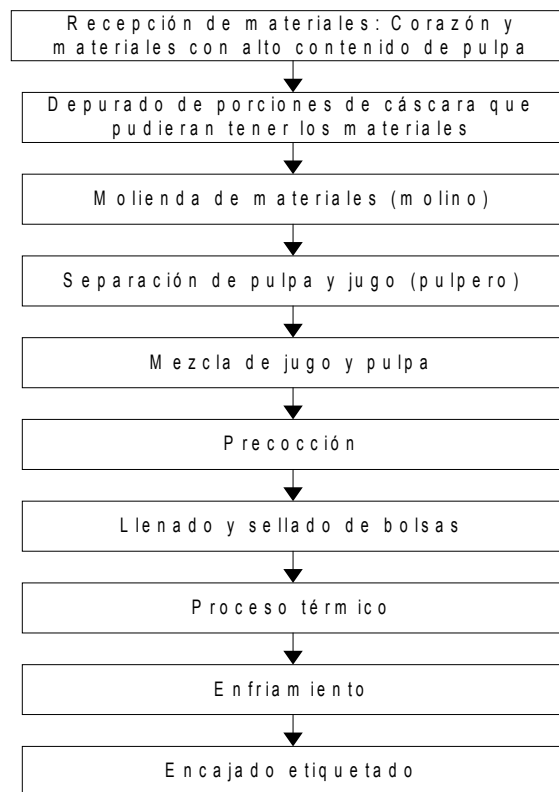 Recepción de materiales: Corazón y
materiales con alto contenido de pulpa
Depurado de porciones de cáscara que
pudieran tener los materiales
Molienda de materiales (molino)
Separación de pulpa y jugo (pulpero)
Mezcla de jugo y pulpa
Precocción
Llenado y sellado de bolsas
Proceso térmico
Enfriamiento
Encajado etiquetado